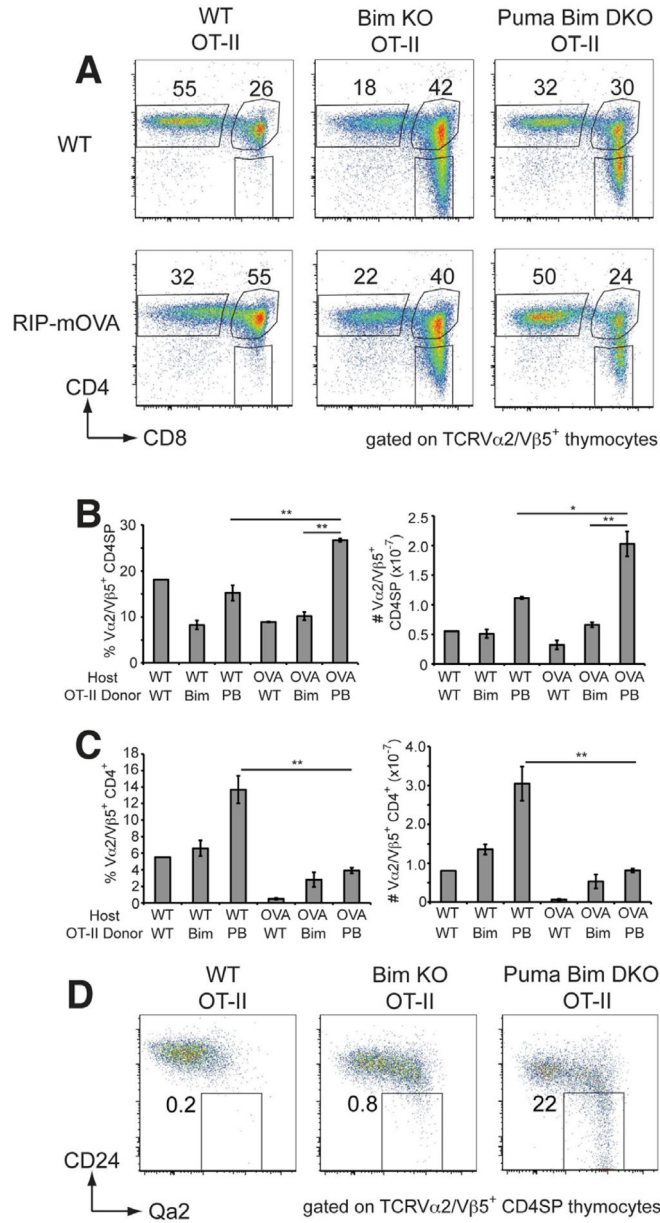 WT Bim KO Puma Bim DKO
OT-II OT-II OT-II
A
55 26 18 42 32 30
WT
32 55 22 40 50 24
RIP-mOVA
CD4
CD8 gated on TCRVα2/Vβ5+ thymocytes
B
% Vα2/Vβ5+ CD4SP
30
20
10
0
** **
Host WT WT WT OVA OVA OVA
OT-II Donor WT Bim PB WT Bim PB
# Vα2/Vβ5+
CD4SP (x10-7)
2.5
2.0
1.5
1.0
0.5
0
* **
WT WT WT OVA OVA OVA
WT Bim PB WT Bim PB
C
% Vα2/Vβ5+ CD4+
18
16
14
12
10
8
6
4
2
0
**
Host WT WT WT OVA OVA OVA
OT-II Donor WT Bim PB WT Bim PB
# Vα2/Vβ5+ CD4+ (x10-7)
4.0
3.0
2.0
1.0
0
**
WT WT WT OVA OVA OVA
WT Bim PB WT Bim PB
D
WT Bim KO Puma Bim DKO
OT-II OT-II OT-II
0.2 0.8 22
CD24
Qa2 gated on TCRVα2/Vβ5+ CD4SP thymocytes